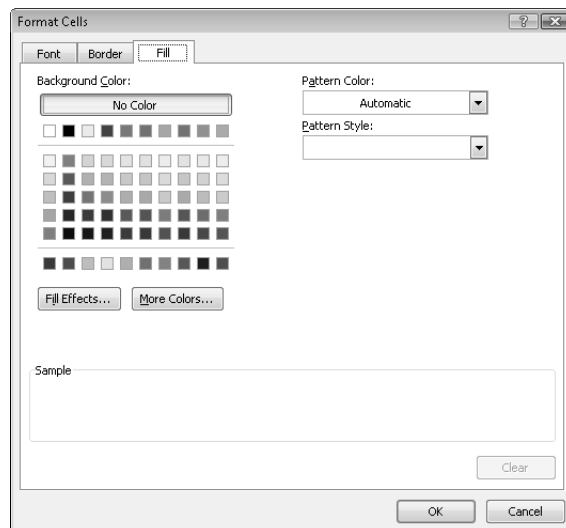 Format Cells
Font Border Fill
Background Color:
No Color
Pattern Color:
Automatic
Pattern Style:
Fill Effects... More Colors...
Sample
Clear
OK Cancel